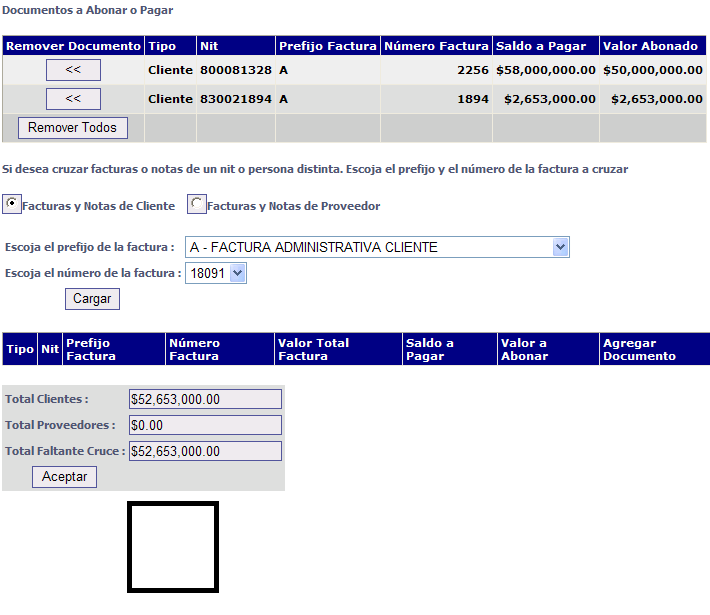 Documentos a Abonar o Pagar
Remover Documento Tipo Nit Prefijo Factura Número Factura Saldo a Pagar Valor Abonado
<< Cliente 800081328 A 2256 $58,000,000.00 $50,000,000.00
<< Cliente 830021894 A 1894 $2,653,000.00 $2,653,000.00
Remover Todos
Si desea cruzar facturas o notas de un nit o persona distinta. Escoja el prefijo y el número de la factura a cruzar
Facturas y Notas de Cliente Facturas y Notas de Proveedor
Escoja el prefijo de la factura : A - FACTURA ADMINISTRATIVA CLIENTE
Escoja el número de la factura : 18091
Cargar
Tipo Nit Prefijo Factura Número Factura Valor Total Factura Saldo a Pagar Valor a Abonar Agregar Documento
Total Clientes : $52,653,000.00
Total Proveedores : $0.00
Total Faltante Cruce : $52,653,000.00
Aceptar